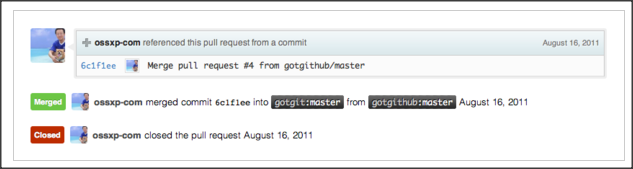 ossxp-com referenced this pull request from a commit August 16, 2011
6c1f1ee Merge pull request #4 from gotgithub/master
Merged ossxp-com merged commit 6c1f1ee into gotgit:master from gotgithub:master August 16, 2011
Closed ossxp-com closed the pull request August 16, 2011